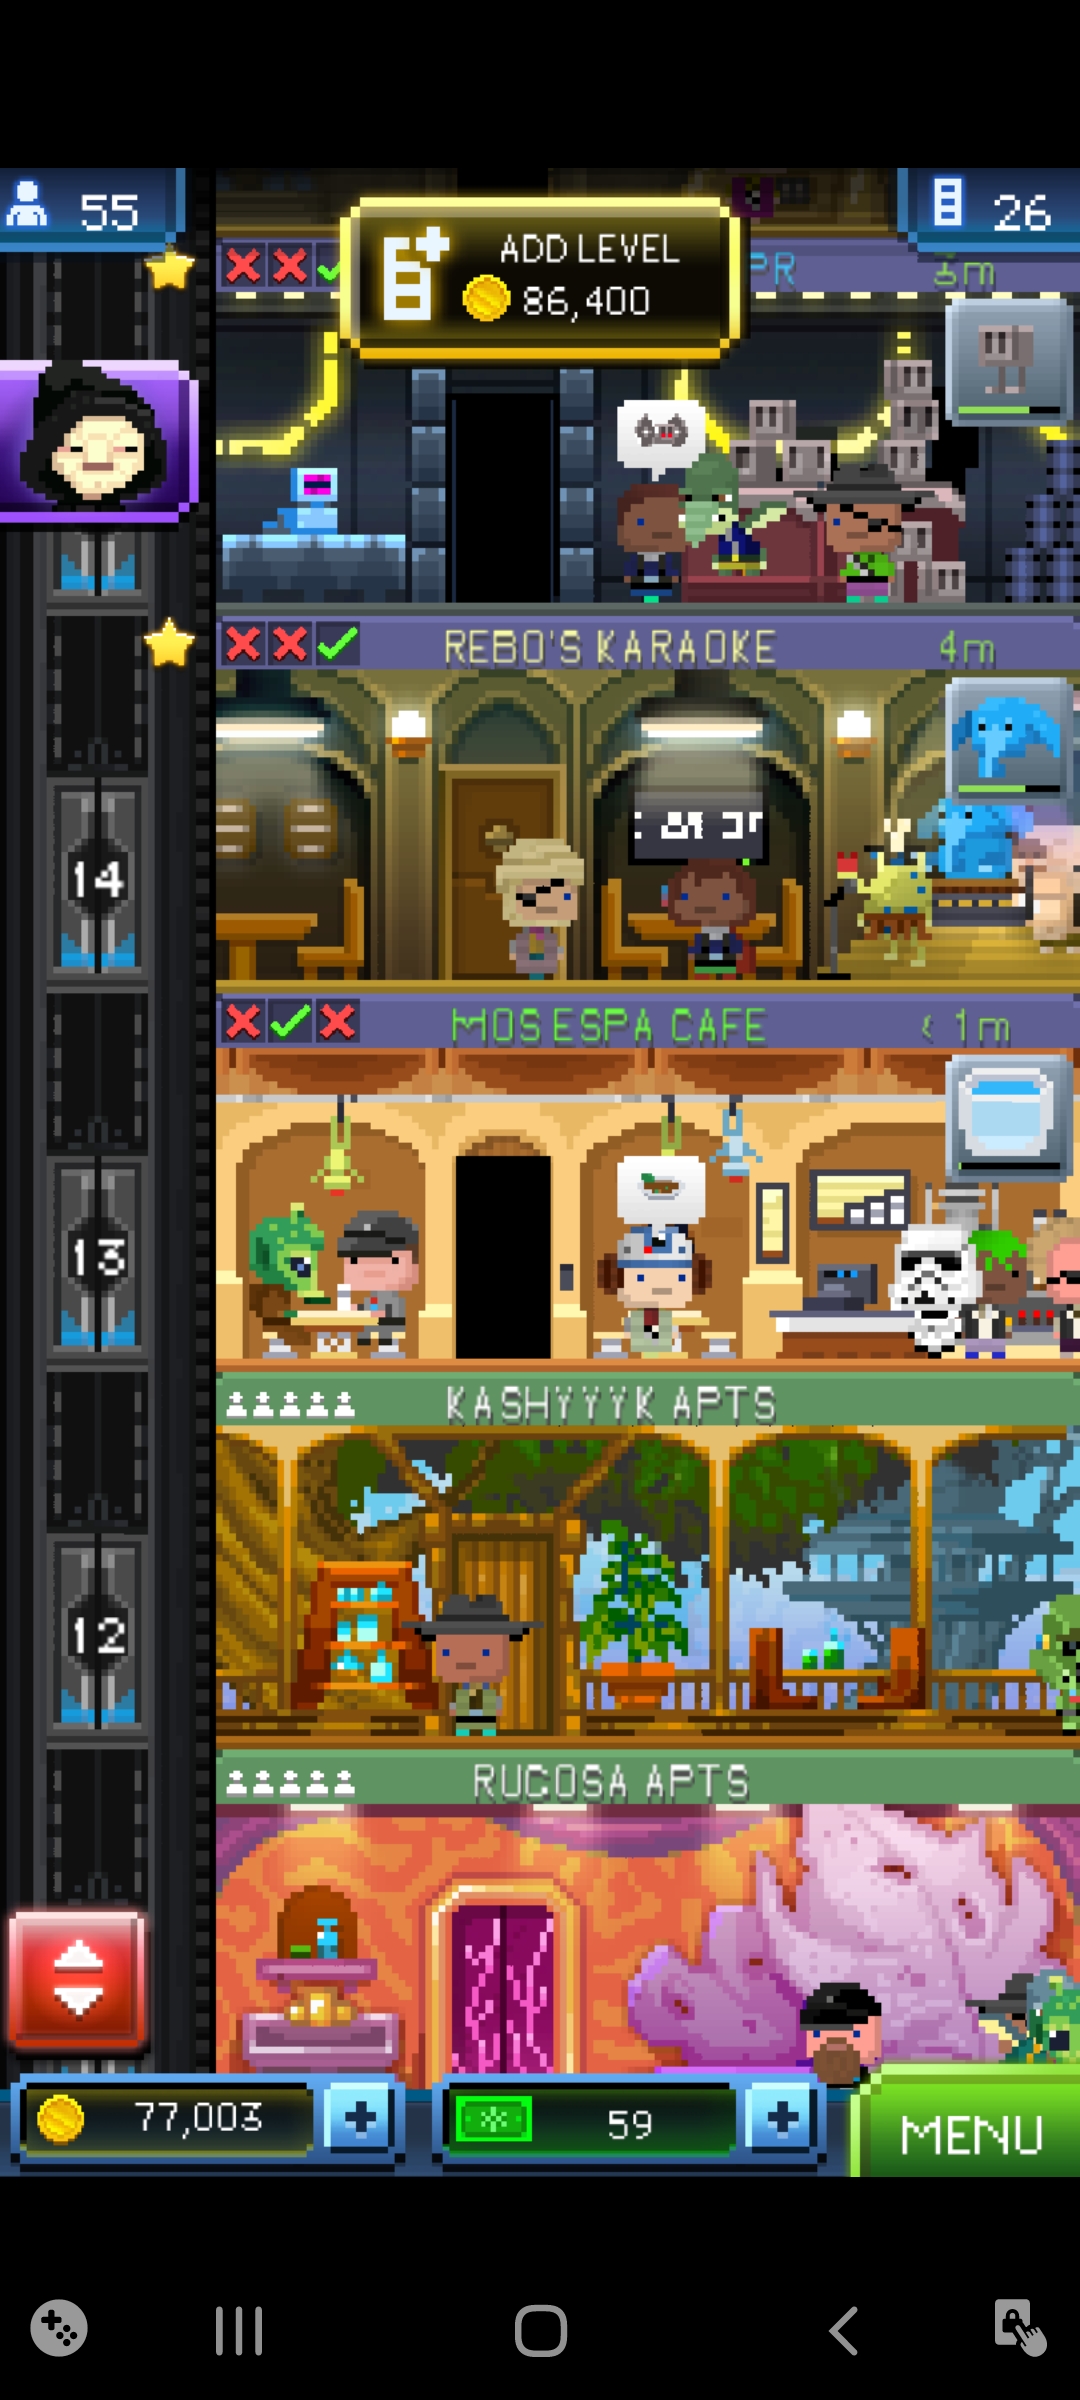 55
ADD LEVEL
86,400
26
PR
3m
REBO'S KARAOKE
4m
14
MOS ESPA CAFE
< 1m
13
KASHYYYK APTS
12
RUCOSA APTS
77,003
59
MENU